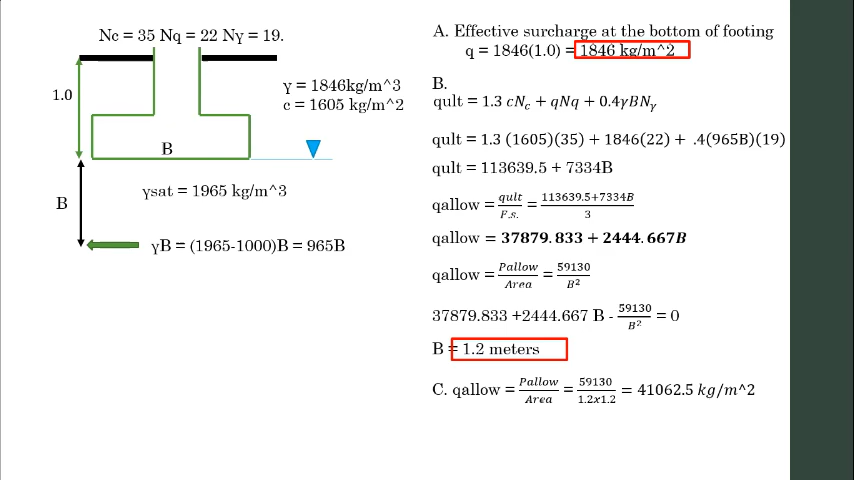 Nc = 35 Nq = 22 Nγ = 19.
1.0
γ = 1846kg/m^3
c = 1605 kg/m^2
B
γsat = 1965 kg/m^3
B
γB = (1965-1000)B = 965B
A. Effective surcharge at the bottom of footing
q = 1846(1.0) = 1846 kg/m^2
B.
qult = 1.3 cNc + qNq + 0.4γBNγ
qult = 1.3 (1605)(35) + 1846(22) + .4(965B)(19)
qult = 113639.5 + 7334B
qallow = qult/F.s. = 113639.5+7334B/3
qallow = 37879.833 + 2444.667B
qallow = Pallow/Area = 59130/B²
37879.833 +2444.667 B - 59130/B² = 0
B = 1.2 meters
C. qallow = Pallow/Area = 59130/1.2x1.2 = 41062.5 kg/m^2